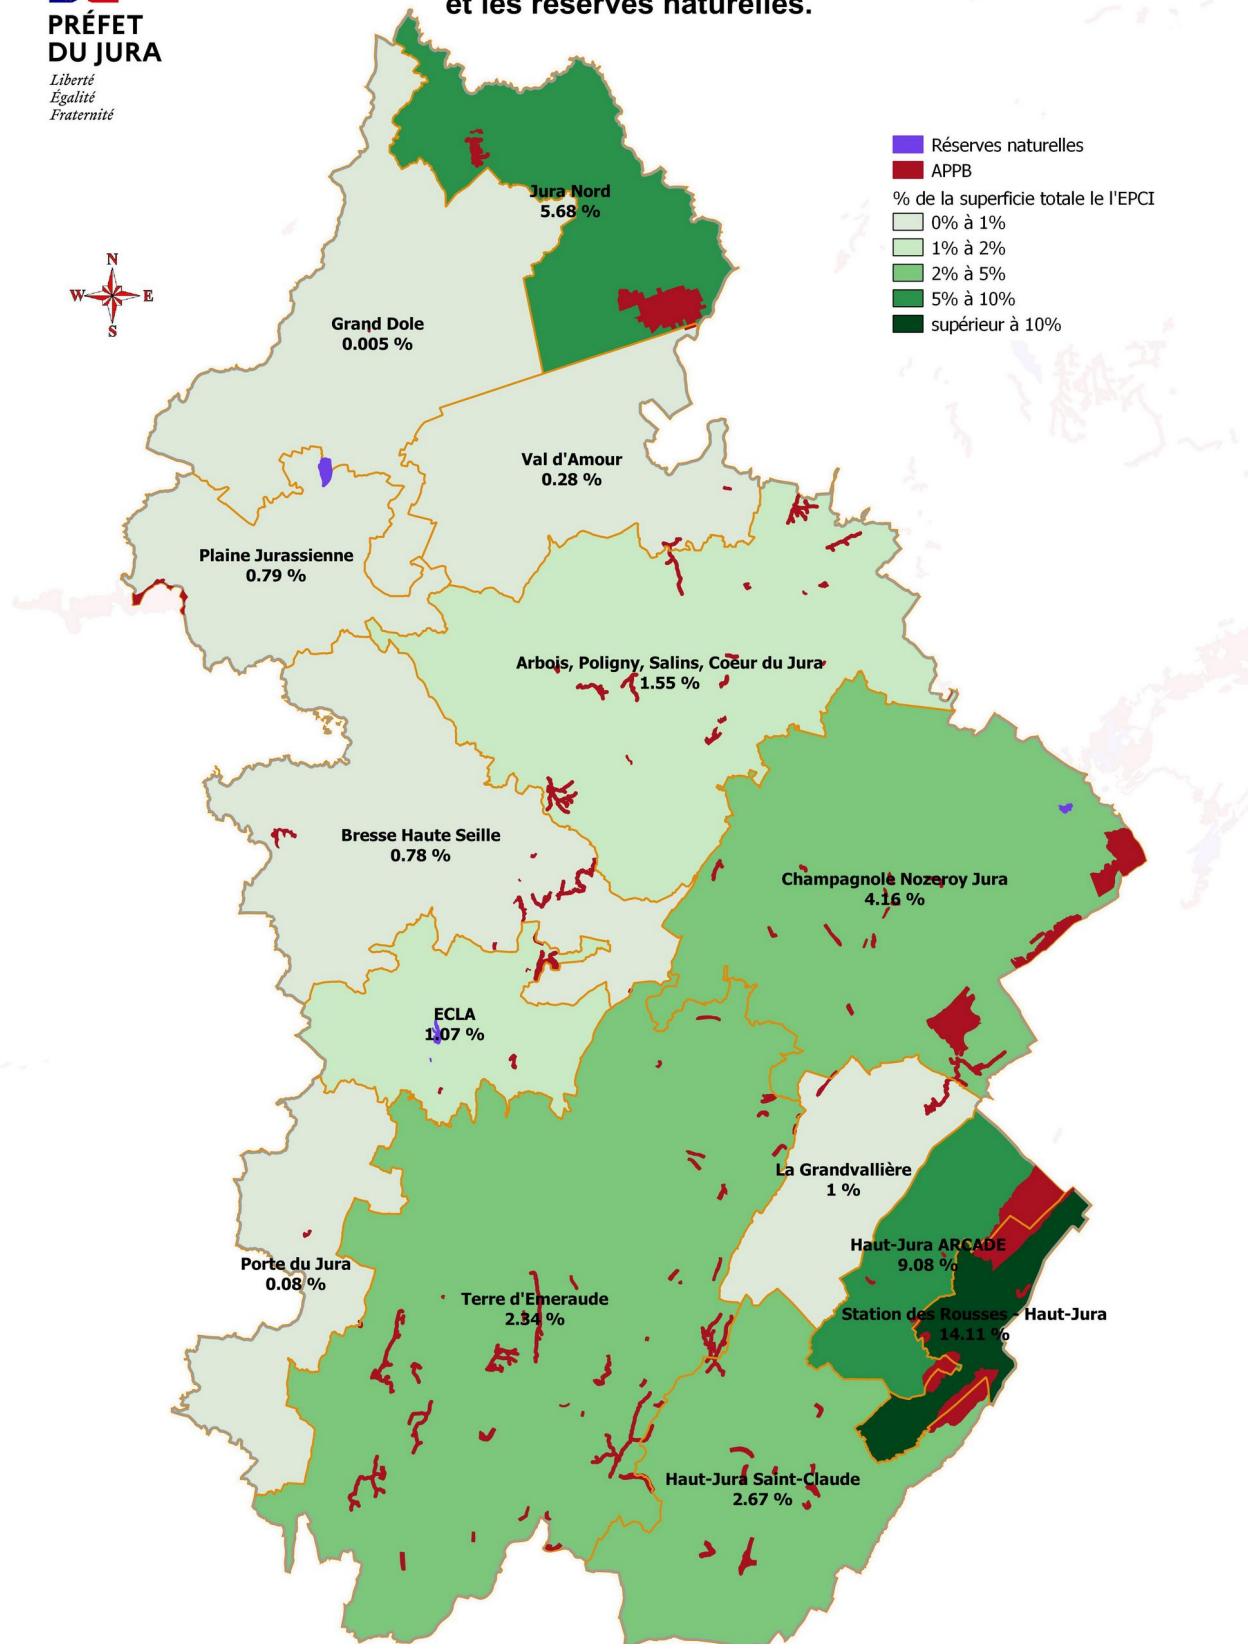 et les réserves naturelles.
PRÉFET
DU JURA
Liberté
Égalité
Fraternité
Réserves naturelles
APPB
% de la superficie totale le l'EPCI
0% à 1%
1% à 2%
2% à 5%
5% à 10%
supérieur à 10%
N
W E
S
Jura Nord
5.68 %
Grand Dole
0.005 %
Val d'Amour
0.28 %
Plaine Jurassienne
0.79 %
Arbois, Poligny, Salins, Coeur du Jura
1.55 %
Bresse Haute Seille
0.78 %
Champagnole Nozeroy Jura
4.16 %
ECLA
1.07 %
La Grandvallière
1 %
Haut-Jura ARCADE
9.08 %
Porte du Jura
0.08 %
Terre d'Emeraude
2.34 %
Station des Rousses - Haut-Jura
14.11 %
Haut-Jura Saint-Claude
2.67 %